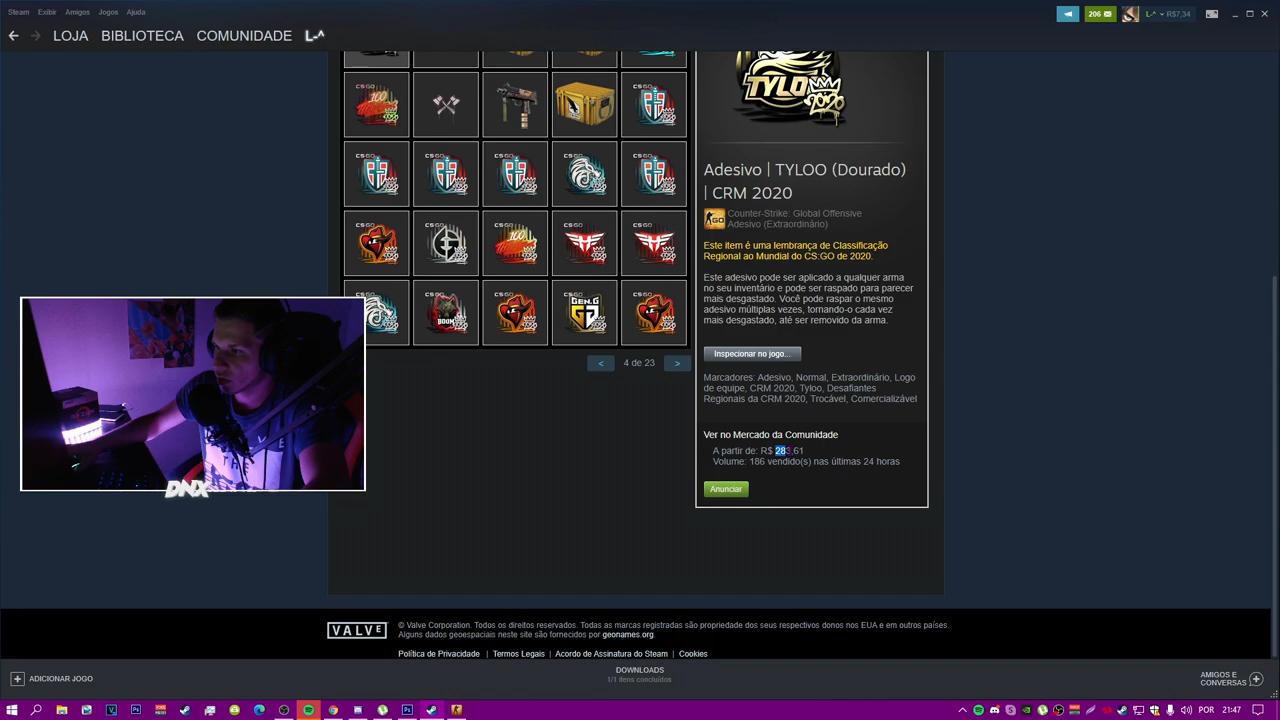 Steam Exibir Amigos Jogos Ajuda
206 L-^ R$7,34
LOJA BIBLIOTECA COMUNIDADE L-^
TYLOO
2020
Adesivo | TYLOO (Dourado)
| CRM 2020
Counter-Strike: Global Offensive
Adesivo (Extraordinário)
Este item é uma lembrança de Classificação
Regional ao Mundial do CS:GO de 2020.
Este adesivo pode ser aplicado a qualquer arma
no seu inventário e pode ser raspado para parecer
mais desgastado. Você pode raspar o mesmo
adesivo múltiplas vezes, tornando-o cada vez
mais desgastado, até ser removido da arma.
Inspecionar no jogo...
Marcadores: Adesivo, Normal, Extraordinário, Logo
de equipe, CRM 2020, Tyloo, Desafiantes
Regionais da CRM 2020, Trocável, Comercializável
Ver no Mercado da Comunidade
A partir de: R$ 283,61
Volume: 186 vendido(s) nas últimas 24 horas
Anunciar
< 4 de 23 >
DNX
VALVE
© Valve Corporation. Todos os direitos reservados. Todas as marcas registradas são propriedade dos seus respectivos donos nos EUA e em outros países.
Alguns dados geoespaciais neste site são fornecidos por geonames.org.
Política de Privacidade | Termos Legais | Acordo de Assinatura do Steam | Cookies
ADICIONAR JOGO
DOWNLOADS
1/1 itens concluídos
AMIGOS E
CONVERSAS
POR 21:47